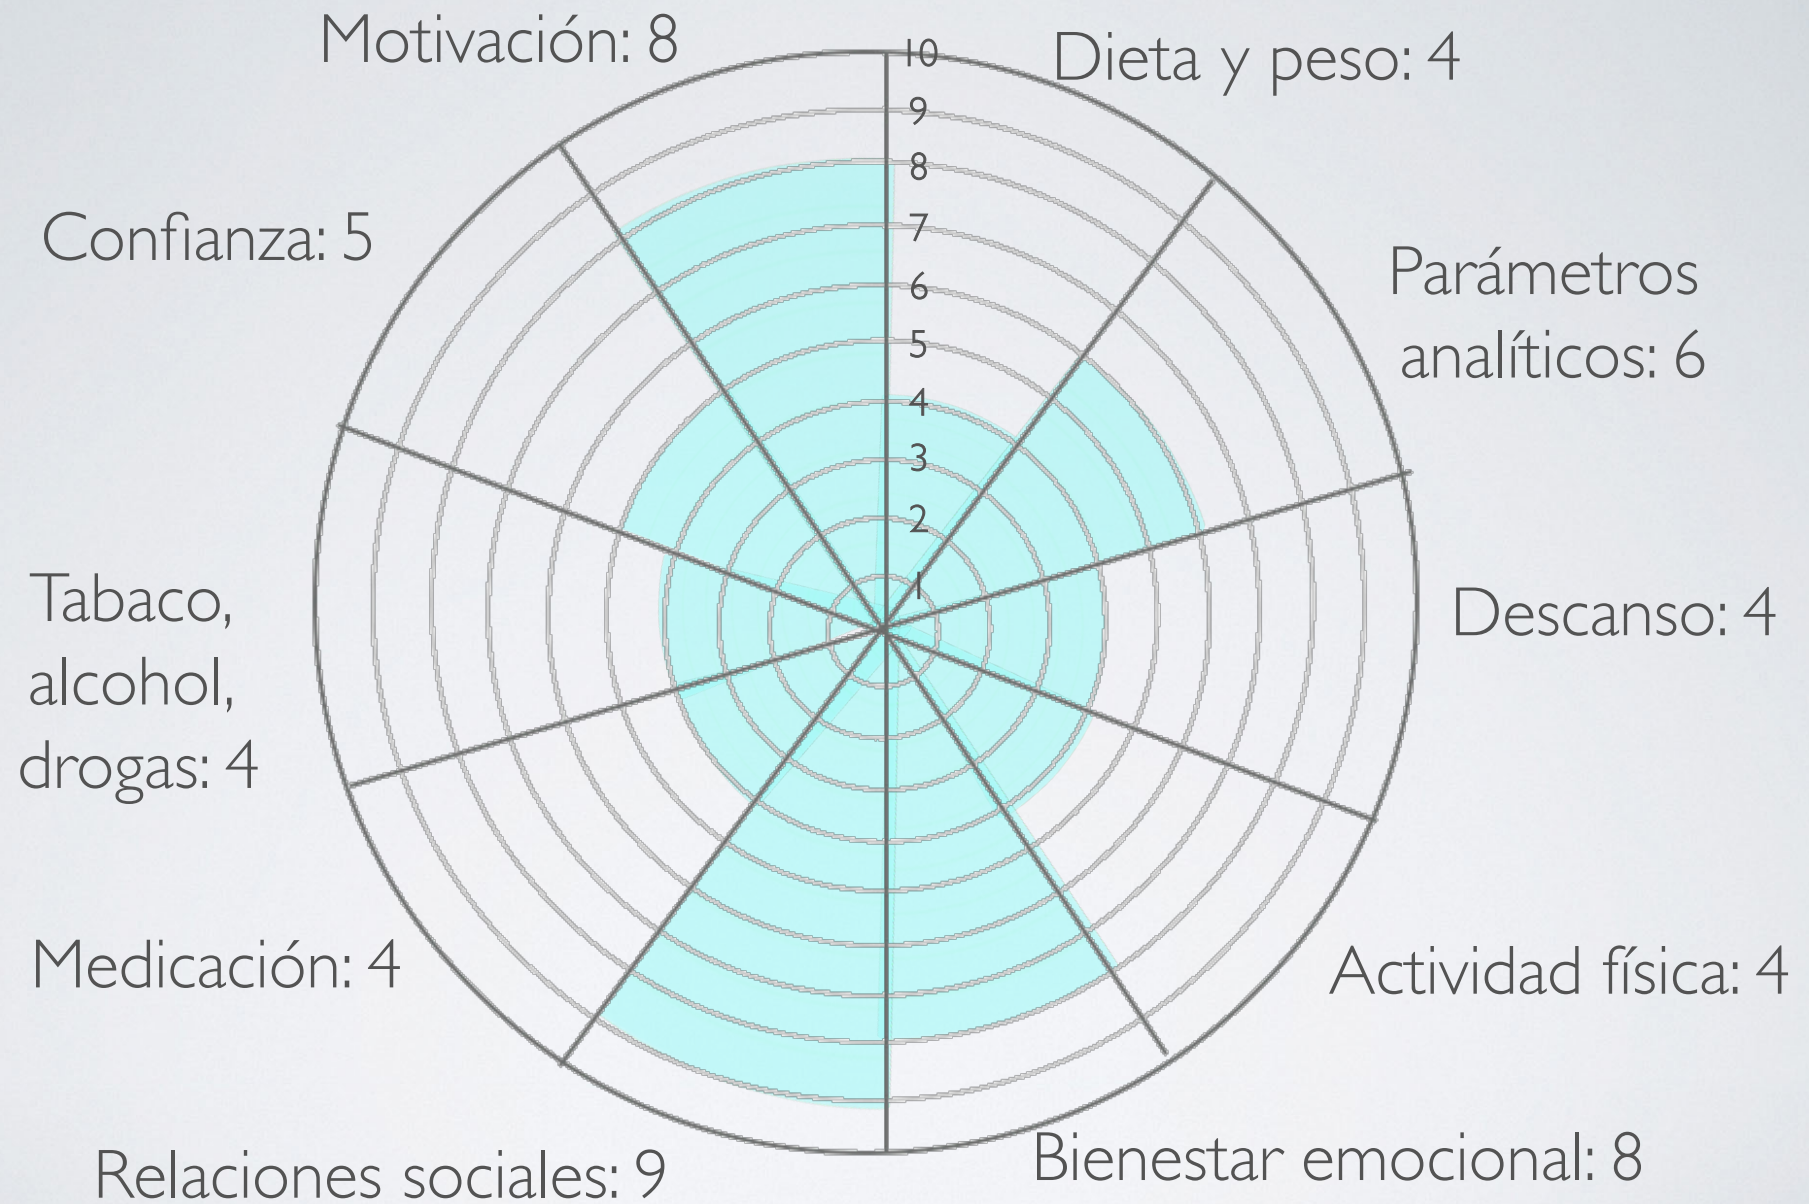 Motivación: 8
Dieta y peso: 4
10
9
8
7
6
5
4
3
2
1
Confianza: 5
Parámetros
analíticos: 6
Tabaco,
alcohol,
drogas: 4
Descanso: 4
Medicación: 4
Actividad física: 4
Relaciones sociales: 9
Bienestar emocional: 8